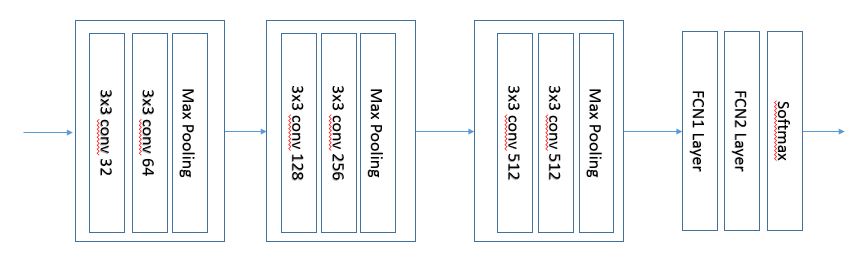 3x3 conv 32
3x3 conv 64
Max Pooling
3x3 conv 128
3x3 conv 256
Max Pooling
3x3 conv 512
3x3 conv 512
Max Pooling
FCN1 Layer
FCN2 Layer
Softmax